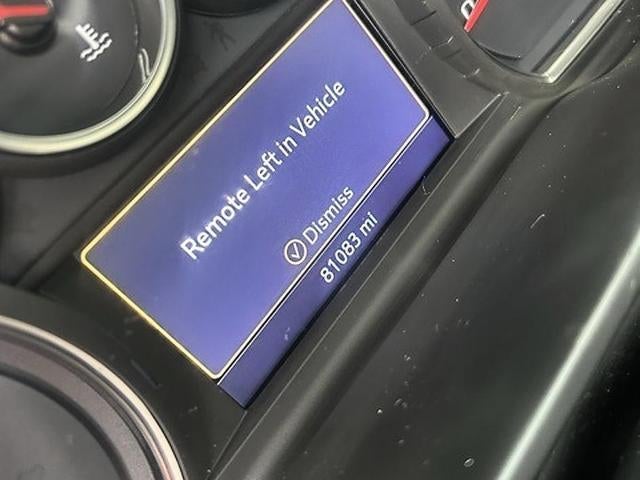 Remote Left in Vehicle
Dismiss
81083 mi